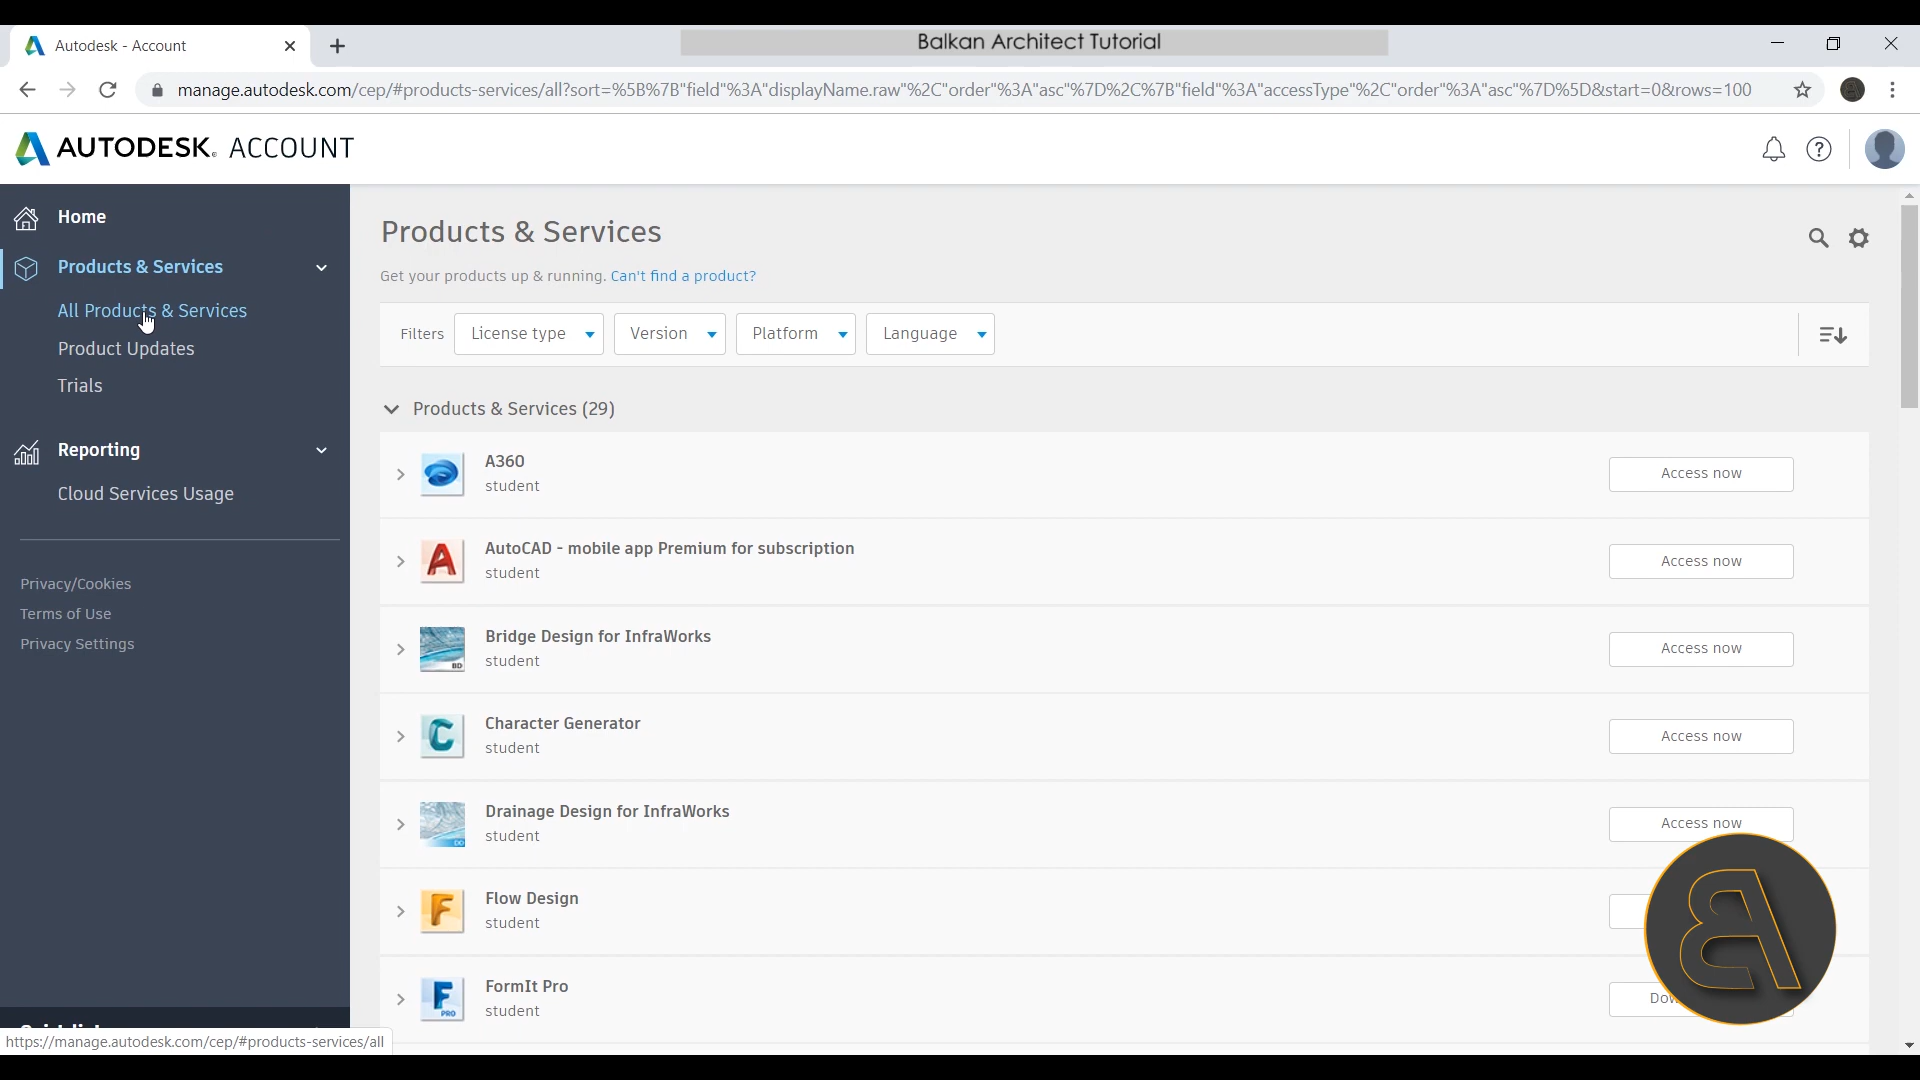 Autodesk - Account
Balkan Architect Tutorial
manage.autodesk.com/cep/#products-services/all?sort=%5B%7B"field"%3A"displayName.raw"%2C"order"%3A"asc"%7D%2C%7B"field"%3A"accessType"%2C"order"%3A"asc"%7D%5D&start=0&rows=100
AUTODESK. ACCOUNT
Home
Products & Services
All Products & Services
Product Updates
Trials
Reporting
Cloud Services Usage
Privacy/Cookies
Terms of Use
Privacy Settings
https://manage.autodesk.com/cep/#products-services/all
Products & Services
Get your products up & running. Can't find a product?
Filters License type Version Platform Language
Products & Services (29)
A360
student
Access now
AutoCAD - mobile app Premium for subscription
student
Access now
Bridge Design for InfraWorks
student
Access now
Character Generator
student
Access now
Drainage Design for InfraWorks
student
Access now
Flow Design
student
FormIt Pro
student